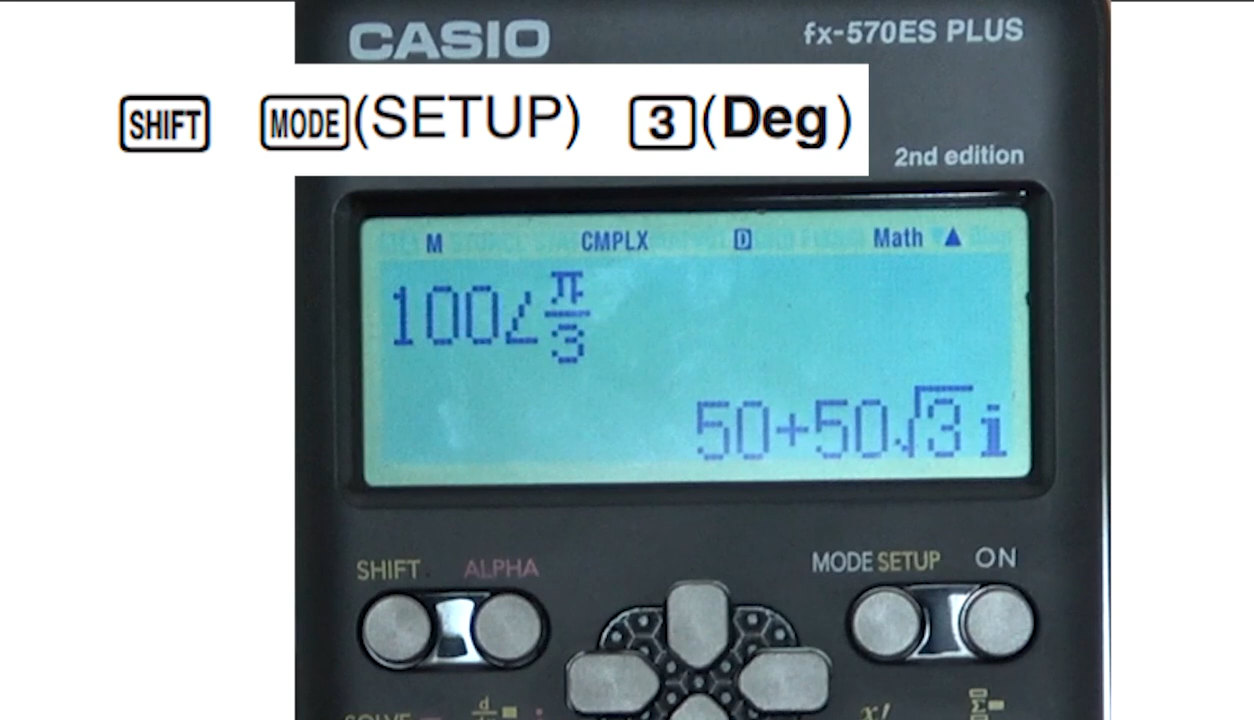 CASIO fx-570ES PLUS
SHIFT MODE(SETUP) 3(Deg)
2nd edition
M CMPLX D Math ▲
100∠π/3
50+50√3i
SHIFT ALPHA MODE SETUP ON
d
x! Σ